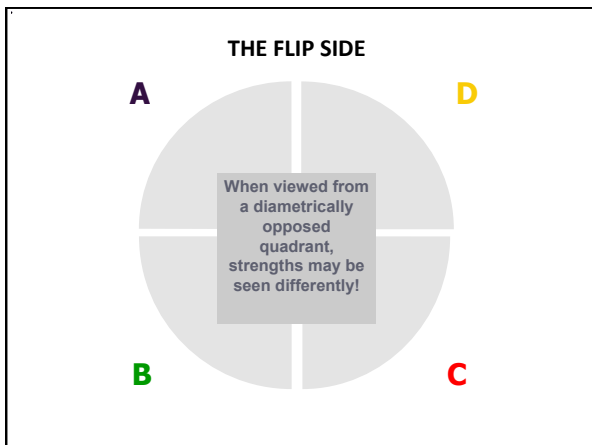 THE FLIP SIDE
A
D
When viewed from
a diametrically
opposed
quadrant,
strengths may be
seen differently!
B
C